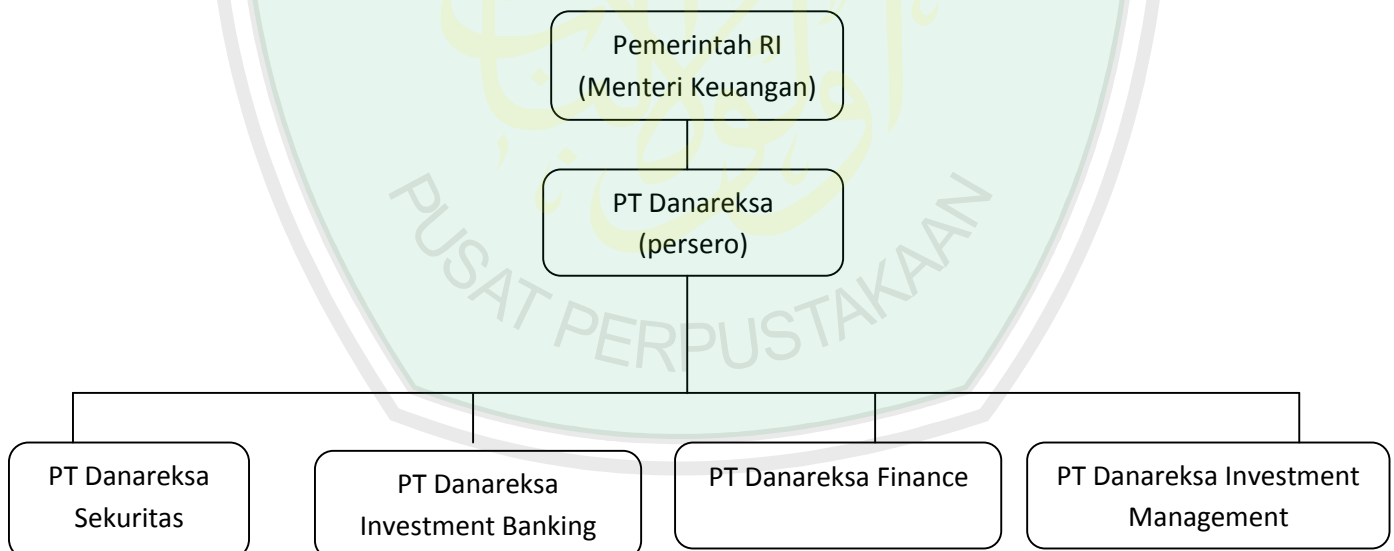 Pemerintah RI
(Menteri Keuangan)
PT Danareksa
(persero)
PUSAT PERPUSTAKAAN
PT Danareksa
Sekuritas
PT Danareksa
Investment Banking
PT Danareksa Finance
PT Danareksa Investment
Management